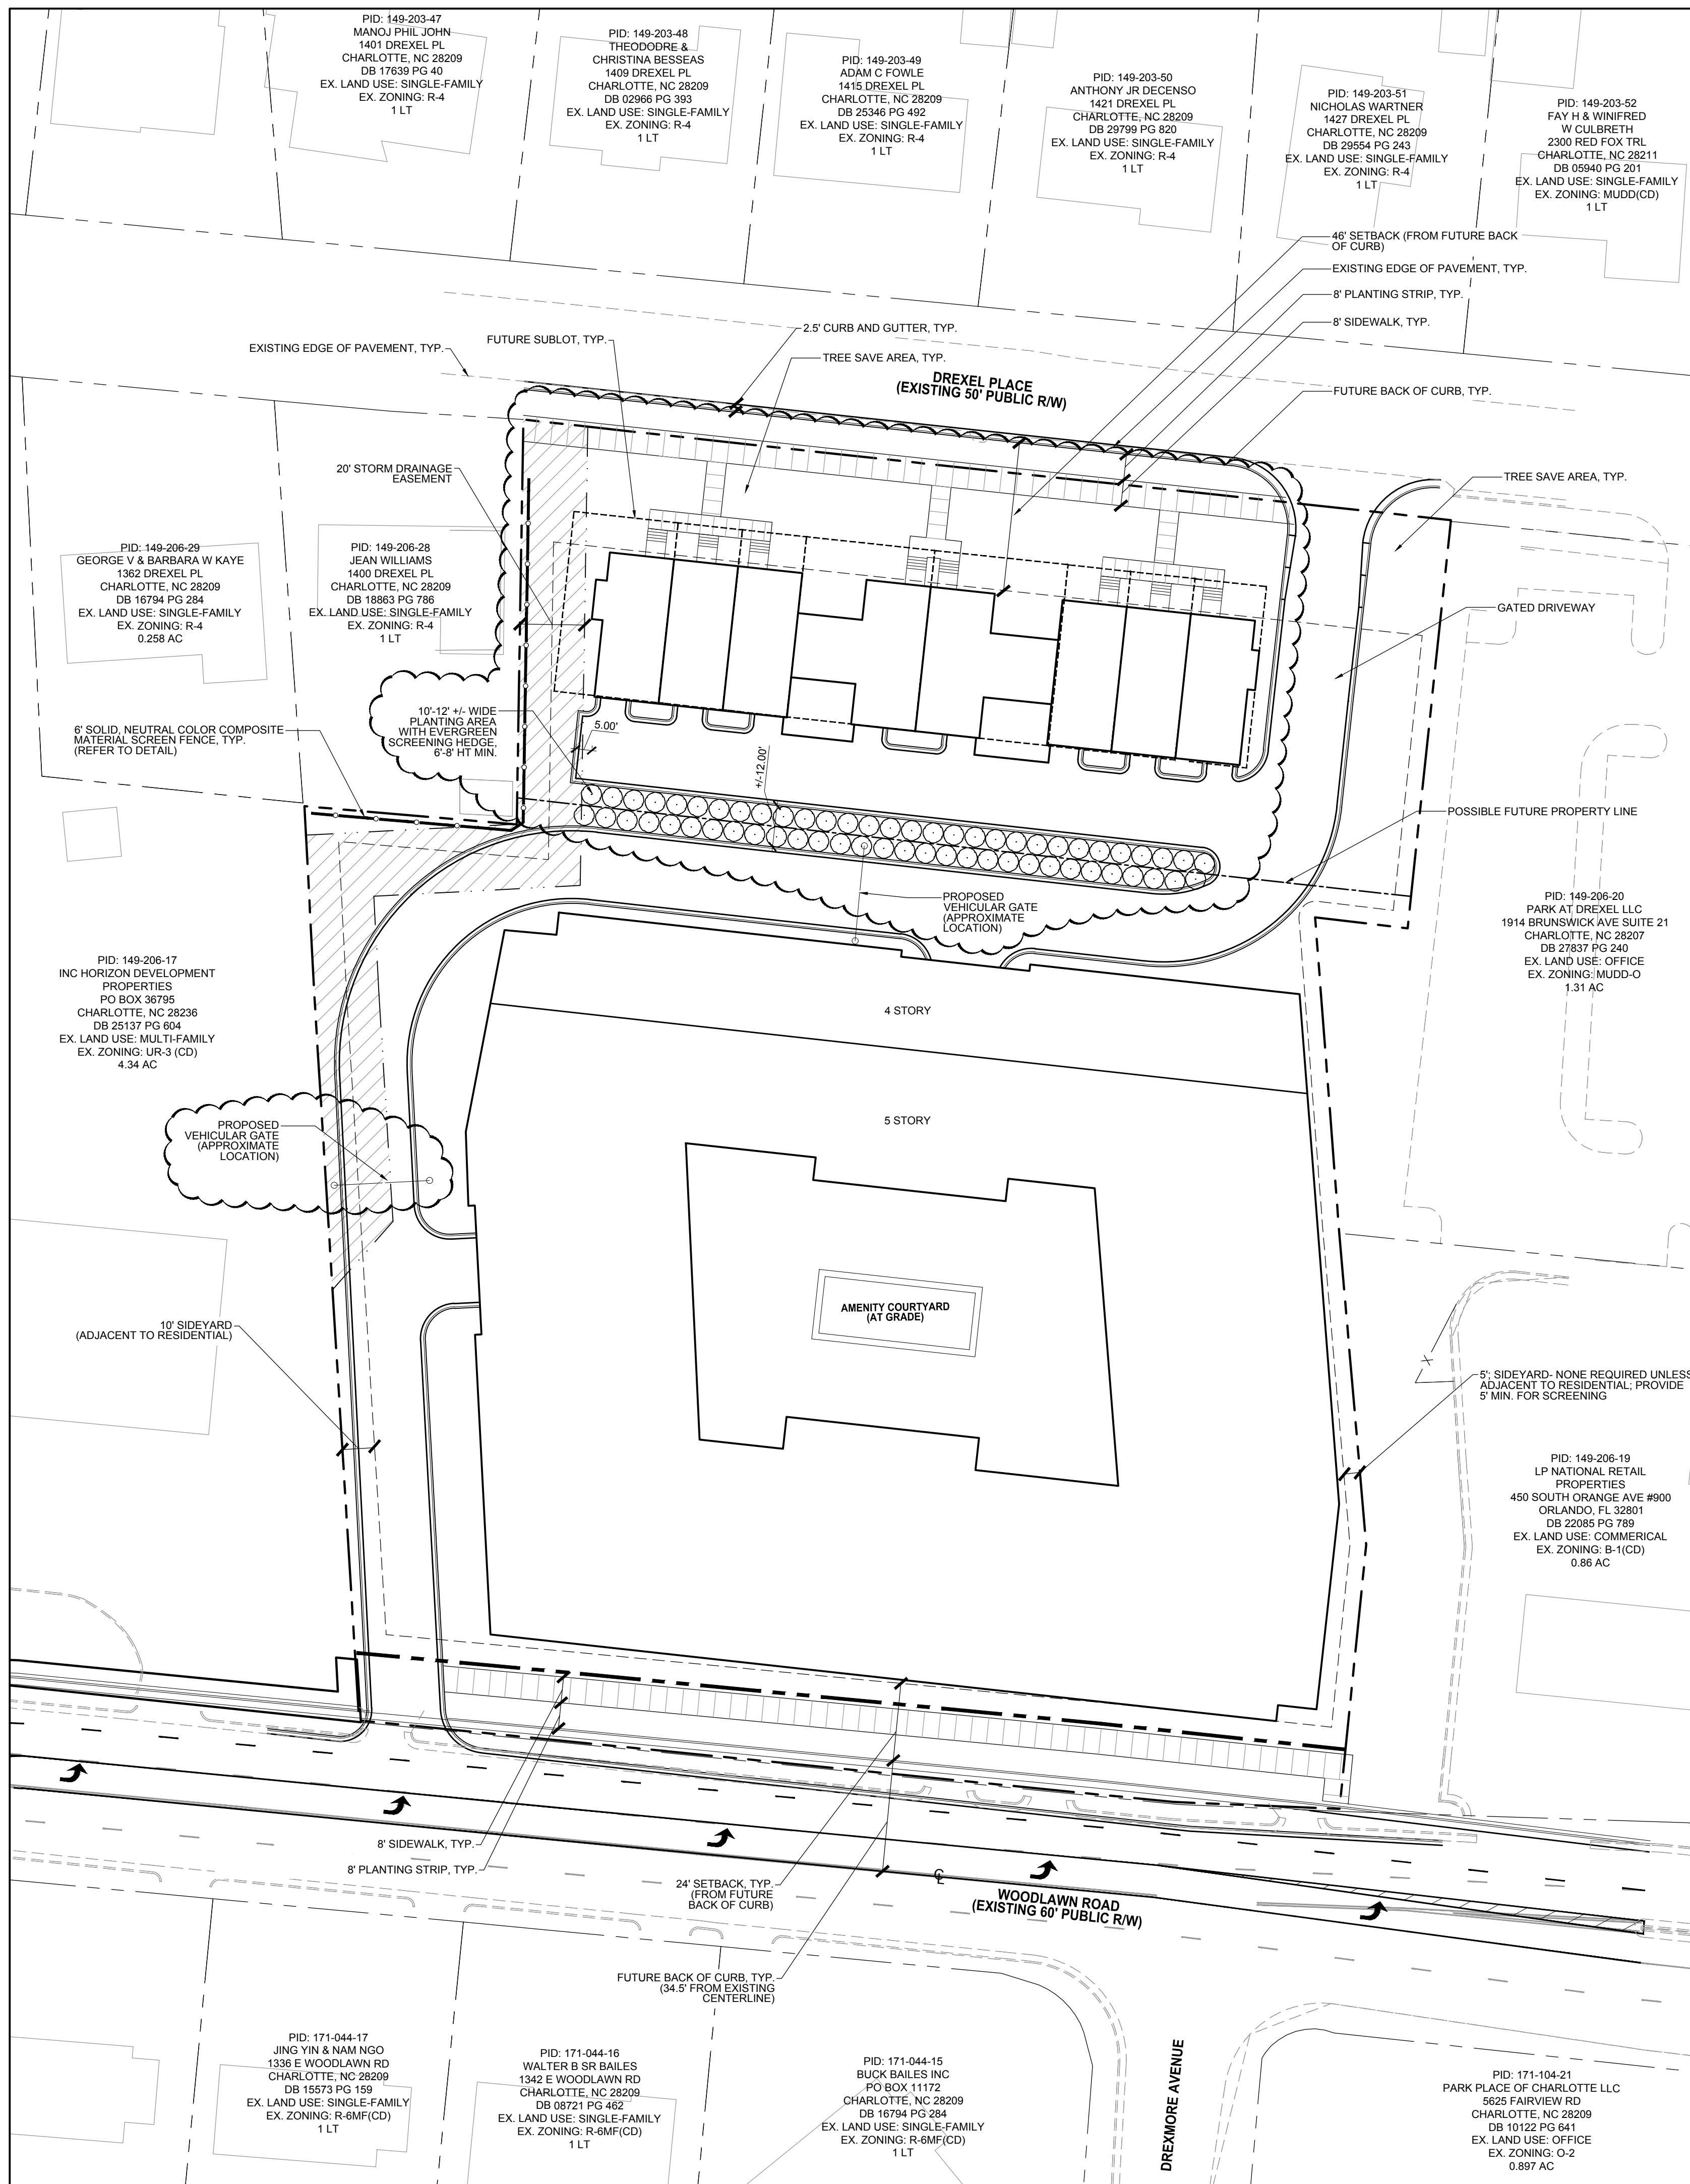 PID: 149-203-47
MANOJ PHIL JOHN
1401 DREXEL PL
CHARLOTTE, NC 28209
DB 17639 PG 40
EX. LAND USE: SINGLE-FAMILY
EX. ZONING: R-4
1 LT
PID: 149-203-48
THEODODRE &
CHRISTINA BESSEAS
1409 DREXEL PL
CHARLOTTE, NC 28209
DB 02966 PG 393
EX. LAND USE: SINGLE-FAMILY
EX. ZONING: R-4
1 LT
PID: 149-203-49
ADAM C FOWLE
1415 DREXEL PL
CHARLOTTE, NC 28209
DB 25346 PG 492
EX. LAND USE: SINGLE-FAMILY
EX. ZONING: R-4
1 LT
PID: 149-203-50
ANTHONY JR DECENSO
1421 DREXEL PL
CHARLOTTE, NC 28209
DB 29799 PG 820
EX. LAND USE: SINGLE-FAMILY
EX. ZONING: R-4
1 LT
PID: 149-203-51
NICHOLAS WARTNER
1427 DREXEL PL
CHARLOTTE, NC 28209
DB 29554 PG 243
EX. LAND USE: SINGLE-FAMILY
EX. ZONING: R-4
1 LT
PID: 149-203-52
FAY H & WINIFRED
W CULBRETH
2300 RED FOX TRL
CHARLOTTE, NC 28211
DB 05940 PG 201
EX. LAND USE: SINGLE-FAMILY
EX. ZONING: MUDD(CD)
1 LT
46' SETBACK (FROM FUTURE BACK
OF CURB)
EXISTING EDGE OF PAVEMENT, TYP.
8' PLANTING STRIP, TYP.
8' SIDEWALK, TYP.
2.5' CURB AND GUTTER, TYP.
FUTURE SUBLOT, TYP.
EXISTING EDGE OF PAVEMENT, TYP.
TREE SAVE AREA, TYP.
DREXEL PLACE
(EXISTING 50' PUBLIC R/W)
FUTURE BACK OF CURB, TYP.
20' STORM DRAINAGE
EASEMENT
TREE SAVE AREA, TYP.
PID: 149-206-29
GEORGE V & BARBARA W KAYE
1362 DREXEL PL
CHARLOTTE, NC 28209
DB 16794 PG 284
EX. LAND USE: SINGLE-FAMILY
EX. ZONING: R-4
0.258 AC
PID: 149-206-28
JEAN WILLIAMS
1400 DREXEL PL
CHARLOTTE, NC 28209
DB 18863 PG 786
EX. LAND USE: SINGLE-FAMILY
EX. ZONING: R-4
1 LT
GATED DRIVEWAY
6' SOLID, NEUTRAL COLOR COMPOSITE
MATERIAL SCREEN FENCE, TYP.
(REFER TO DETAIL)
10'-12' +/- WIDE
PLANTING AREA
WITH EVERGREEN
SCREENING HEDGE,
6'-8' HT MIN.
5.00'
+/-12.00'
POSSIBLE FUTURE PROPERTY LINE
PROPOSED
VEHICULAR GATE
(APPROXIMATE
LOCATION)
PID: 149-206-20
PARK AT DREXEL LLC
1914 BRUNSWICK AVE SUITE 21
CHARLOTTE, NC 28207
DB 27837 PG 240
EX. LAND USE: OFFICE
EX. ZONING: MUDD-O
1.31 AC
PID: 149-206-17
INC HORIZON DEVELOPMENT
PROPERTIES
PO BOX 36795
CHARLOTTE, NC 28236
DB 25137 PG 604
EX. LAND USE: MULTI-FAMILY
EX. ZONING: UR-3 (CD)
4.34 AC
4 STORY
5 STORY
PROPOSED
VEHICULAR GATE
(APPROXIMATE
LOCATION)
AMENITY COURTYARD
(AT GRADE)
10' SIDEYARD
(ADJACENT TO RESIDENTIAL)
X
5'; SIDEYARD- NONE REQUIRED UNLESS
ADJACENT TO RESIDENTIAL; PROVIDE
5' MIN. FOR SCREENING
PID: 149-206-19
LP NATIONAL RETAIL
PROPERTIES
450 SOUTH ORANGE AVE #900
ORLANDO, FL 32801
DB 22085 PG 789
EX. LAND USE: COMMERICAL
EX. ZONING: B-1(CD)
0.86 AC
8' SIDEWALK, TYP.
8' PLANTING STRIP, TYP.
24' SETBACK, TYP.
(FROM FUTURE
BACK OF CURB)
CL
WOODLAWN ROAD
(EXISTING 60' PUBLIC R/W)
FUTURE BACK OF CURB, TYP.
(34.5' FROM EXISTING
CENTERLINE)
PID: 171-044-17
JING YIN & NAM NGO
1336 E WOODLAWN RD
CHARLOTTE, NC 28209
DB 15573 PG 159
EX. LAND USE: SINGLE-FAMILY
EX. ZONING: R-6MF(CD)
1 LT
PID: 171-044-16
WALTER B SR BAILES
1342 E WOODLAWN RD
CHARLOTTE, NC 28209
DB 08721 PG 462
EX. LAND USE: SINGLE-FAMILY
EX. ZONING: R-6MF(CD)
1 LT
PID: 171-044-15
BUCK BAILES INC
PO BOX 11172
CHARLOTTE, NC 28209
DB 16794 PG 284
EX. LAND USE: SINGLE-FAMILY
EX. ZONING: R-6MF(CD)
1 LT
DREXMORE AVENUE
PID: 171-104-21
PARK PLACE OF CHARLOTTE LLC
5625 FAIRVIEW RD
CHARLOTTE, NC 28209
DB 10122 PG 641
EX. LAND USE: OFFICE
EX. ZONING: O-2
0.897 AC